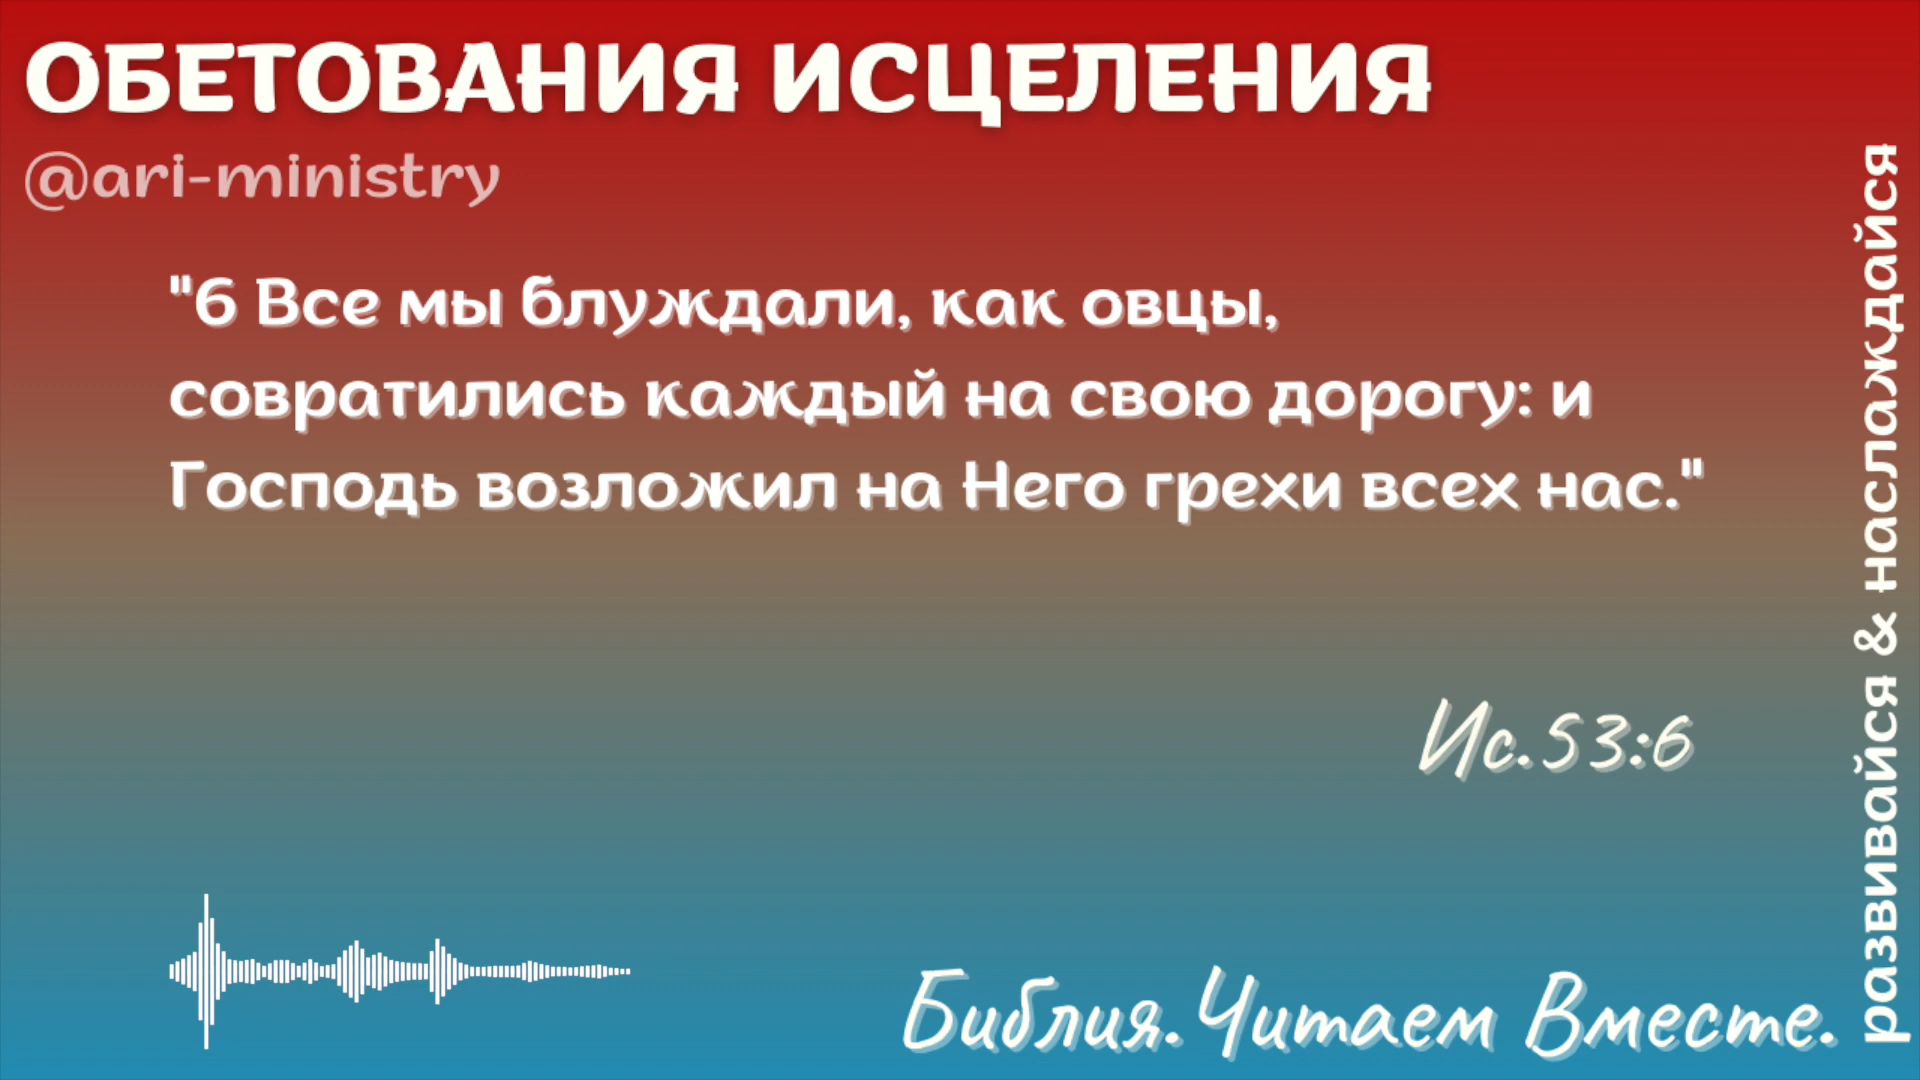 ОБЕТОВАНИЯ ИСЦЕЛЕНИЯ
@ari-ministry
"6 Все мы блуждали, как овцы,
совратились каждый на свою дорогу: и
Господь возложил на Него грехи всех нас."
Ис.53:6
Библия.Читаем Вместе.
развивайся & наслаждайся